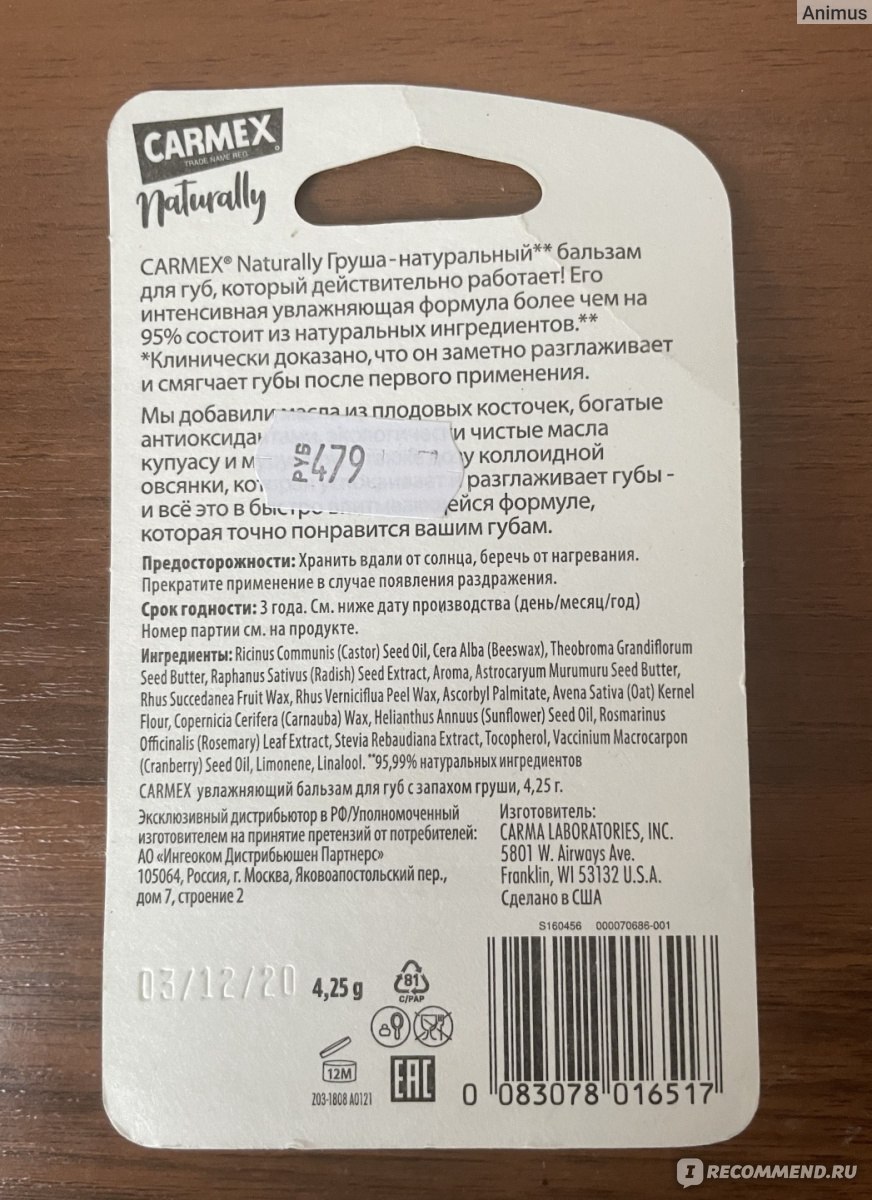 Animus
CARMEX
TRADE NAME REG.
Naturally
CARMEX® Naturally Груша - натуральный** бальзам
для губ, который действительно работает! Его
интенсивная увлажняющая формула более чем на
95% состоит из натуральных ингредиентов.**
*Клинически доказано, что он заметно разглаживает
и смягчает губы после первого применения.
Мы добавили масла из плодовых косточек, богатые
антиоксидантами, экологически чистые масла
купуасу и му у коллоидной
овсянки, ко разглаживает губы -
и всё это в быстро впитывающейся формуле,
которая точно понравится вашим губам.
РУБ 479
Предосторожности: Хранить вдали от солнца, беречь от нагревания.
Прекратите применение в случае появления раздражения.
Срок годности: 3 года. См. ниже дату производства (день/месяц/год)
Номер партии см. на продукте.
Ингредиенты: Ricinus Communis (Castor) Seed Oil, Cera Alba (Beeswax), Theobroma Grandiflorum
Seed Butter, Raphanus Sativus (Radish) Seed Extract, Aroma, Astrocaryum Murumuru Seed Butter,
Rhus Succedanea Fruit Wax, Rhus Verniciflua Peel Wax, Ascorbyl Palmitate, Avena Sativa (Oat) Kernel
Flour, Copernicia Cerifera (Carnauba) Wax, Helianthus Annuus (Sunflower) Seed Oil, Rosmarinus
Officinalis (Rosemary) Leaf Extract, Stevia Rebaudiana Extract, Tocopherol, Vaccinium Macrocarpon
(Cranberry) Seed Oil, Limonene, Linalool. **95,99% натуральных ингредиентов
CARMEX увлажняющий бальзам для губ с запахом груши, 4,25 г.
Эксклюзивный дистрибьютор в РФ/Уполномоченный
изготовителем на принятие претензий от потребителей:
АО «Ингеоком Дистрибьюшен Партнерс»
105064, Россия, г. Москва, Яковоапостольский пер.,
дом 7, строение 2
Изготовитель:
CARMA LABORATORIES, INC.
5801 W. Airways Ave.
Franklin, WI 53132 U.S.A.
Сделано в США
S160456 000070686-001
03/12/20
4,25 g
81
C/PAP
12M
EAC
Z03-1808 A0121
0 083078 016517
IRECOMMEND.RU